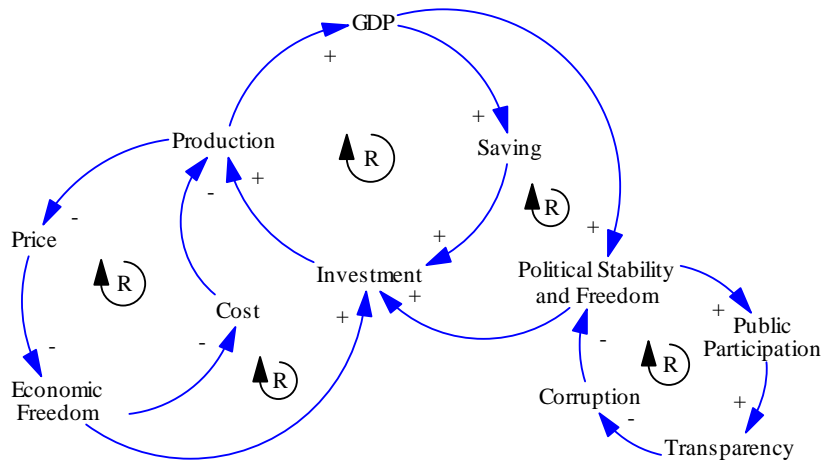 GDP
+
+
Production
Saving
R
+
-
-
R
+
+
Price
Political Stability
and Freedom
Investment
R
+
+
Cost
+
Public
Participation
-
-
-
R
R
Economic
Freedom
Corruption
+
-
Transparency